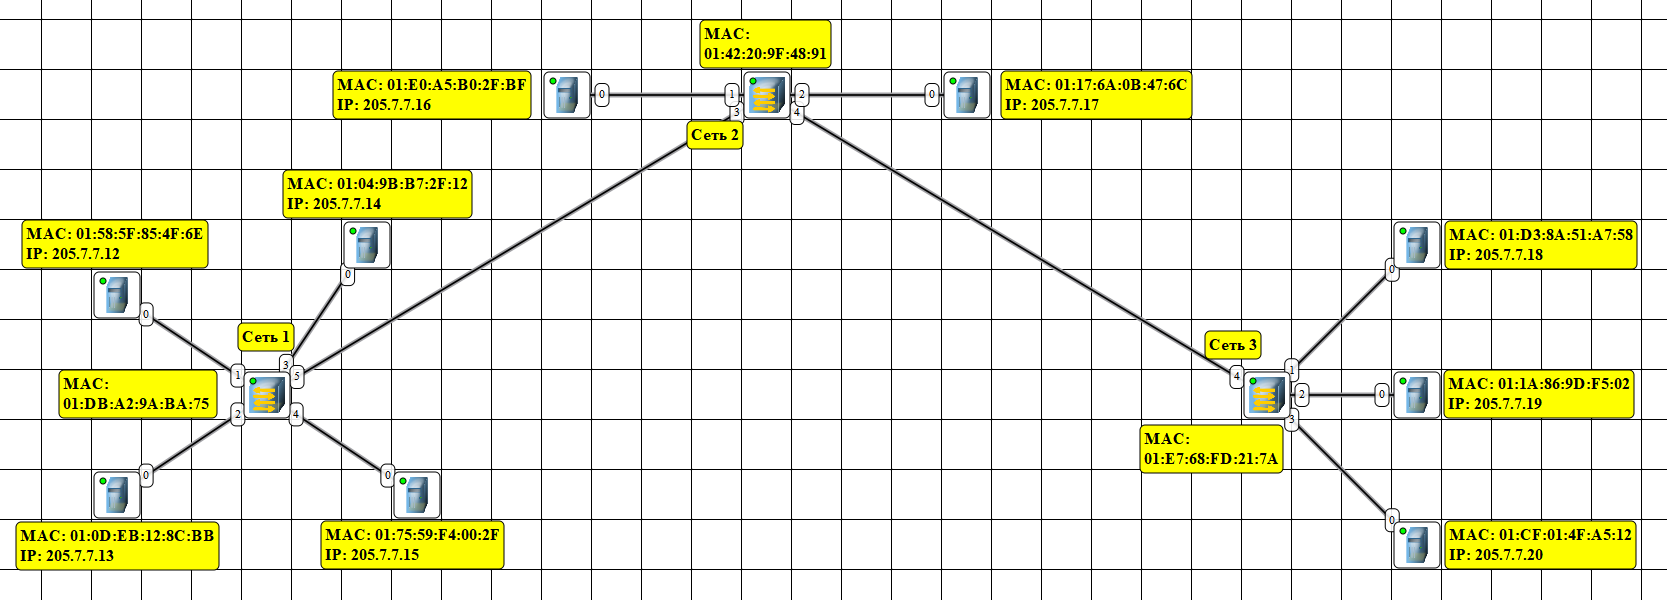 MAC:
01:42:20:9F:48:91
MAC: 01:E0:A5:B0:2F:BF
IP: 205.7.7.16
0
1
2
3
4
0
MAC: 01:17:6A:0B:47:6C
IP: 205.7.7.17
Сеть 2
MAC: 01:04:9B:B7:2F:12
IP: 205.7.7.14
0
MAC: 01:58:5F:85:4F:6E
IP: 205.7.7.12
0
Сеть 1
1
3
5
2
4
MAC:
01:DB:A2:9A:BA:75
0
MAC: 01:0D:EB:12:8C:BB
IP: 205.7.7.13
0
MAC: 01:75:59:F4:00:2F
IP: 205.7.7.15
MAC: 01:D3:8A:51:A7:58
IP: 205.7.7.18
0
Сеть 3
4
1
2
3
0
MAC: 01:1A:86:9D:F5:02
IP: 205.7.7.19
MAC:
01:E7:68:FD:21:7A
0
MAC: 01:CF:01:4F:A5:12
IP: 205.7.7.20